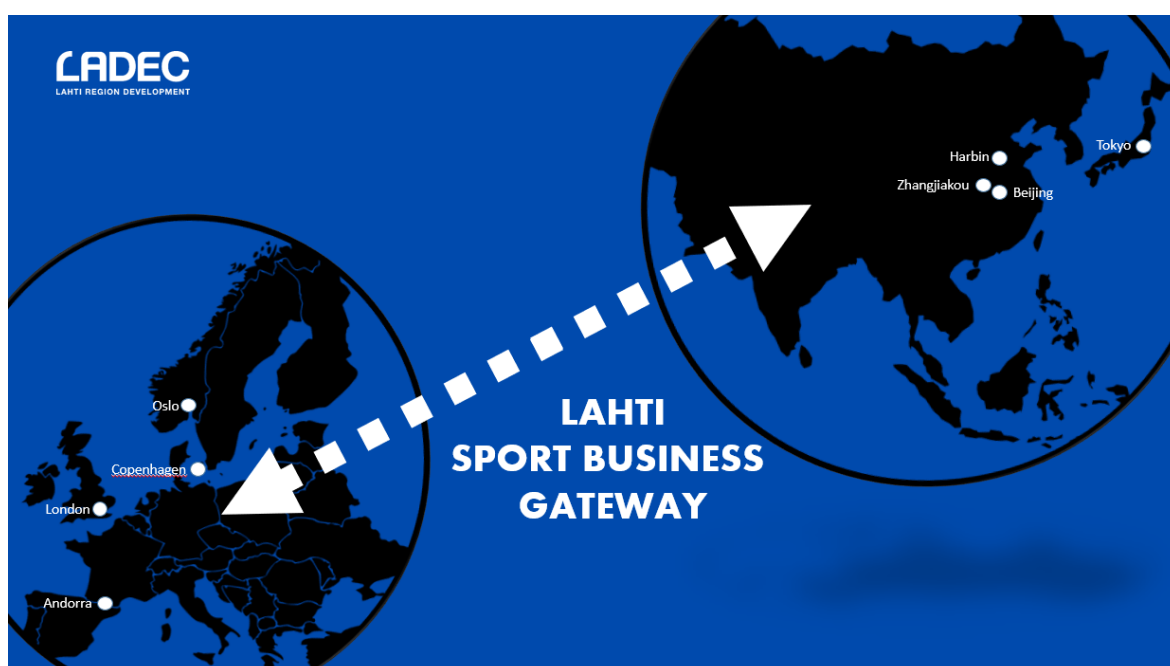 LADEC
LAHTI REGION DEVELOPMENT
Harbin
Tokyo
Zhangjiakou
Beijing
Oslo
Copenhagen
London
Andorra
LAHTI
SPORT BUSINESS
GATEWAY